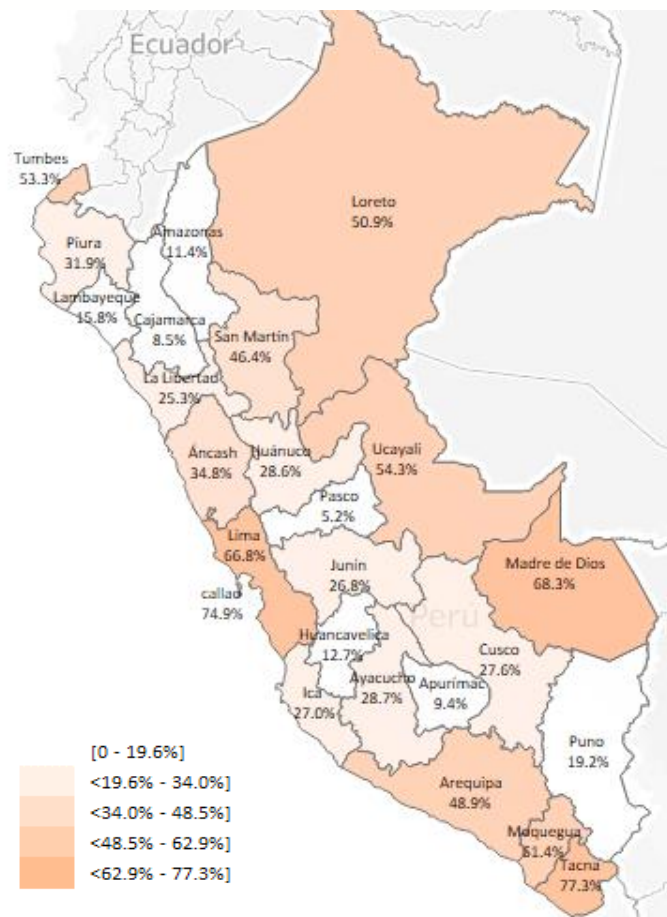 Ecuador
Tumbes
53.3%
Loreto
50.9%
Piura
31.9%
Amazonas
11.4%
Lambayeque
15.8%
Cajamarca
8.5%
San Martín
46.4%
La Libertad
25.3%
Áncash
34.8%
Huánuco
28.6%
Ucayali
54.3%
Pasco
5.2%
Lima
66.8%
Junín
26.8%
Madre de Dios
68.3%
callao
74.9%
Perú
Huancavelica
12.7%
Cusco
27.6%
Ayacucho
28.7%
Apurímac
9.4%
Ica
27.0%
Puno
19.2%
Arequipa
48.9%
Moquegua
61.4%
Tacna
77.3%
[0 - 19.6%]
<19.6% - 34.0%]
<34.0% - 48.5%]
<48.5% - 62.9%]
<62.9% - 77.3%]